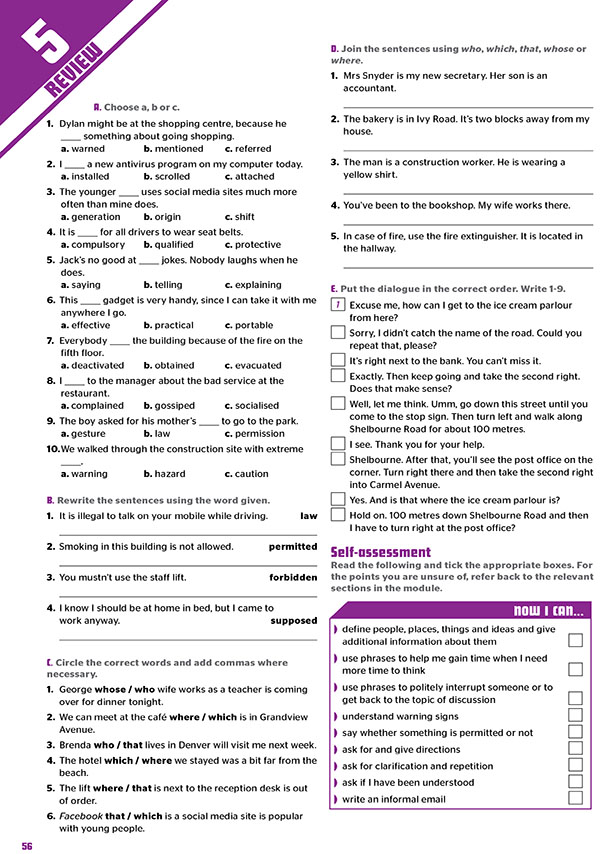 5
REVIEW
A. Choose a, b or c.
1. Dylan might be at the shopping centre, because he
____ something about going shopping.
a. warned b. mentioned c. referred
2. I ____ a new antivirus program on my computer today.
a. installed b. scrolled c. attached
3. The younger ____ uses social media sites much more
often than mine does.
a. generation b. origin c. shift
4. It is ____ for all drivers to wear seat belts.
a. compulsory b. qualified c. protective
5. Jack's no good at ____ jokes. Nobody laughs when he
does.
a. saying b. telling c. explaining
6. This ____ gadget is very handy, since I can take it with me
anywhere I go.
a. effective b. practical c. portable
7. Everybody ____ the building because of the fire on the
fifth floor.
a. deactivated b. obtained c. evacuated
8. I ____ to the manager about the bad service at the
restaurant.
a. complained b. gossiped c. socialised
9. The boy asked for his mother's ____ to go to the park.
a. gesture b. law c. permission
10. We walked through the construction site with extreme
____.
a. warning b. hazard c. caution
B. Rewrite the sentences using the word given.
1. It is illegal to talk on your mobile while driving. law
2. Smoking in this building is not allowed. permitted
3. You mustn't use the staff lift. forbidden
4. I know I should be at home in bed, but I came to
work anyway. supposed
C. Circle the correct words and add commas where
necessary.
1. George whose / who wife works as a teacher is coming
over for dinner tonight.
2. We can meet at the café where / which is in Grandview
Avenue.
3. Brenda who / that lives in Denver will visit me next week.
4. The hotel which / where we stayed was a bit far from the
beach.
5. The lift where / that is next to the reception desk is out
of order.
6. Facebook that / which is a social media site is popular
with young people.
D. Join the sentences using who, which, that, whose or
where.
1. Mrs Snyder is my new secretary. Her son is an
accountant.
2. The bakery is in Ivy Road. It's two blocks away from my
house.
3. The man is a construction worker. He is wearing a
yellow shirt.
4. You've been to the bookshop. My wife works there.
5. In case of fire, use the fire extinguisher. It is located in
the hallway.
E. Put the dialogue in the correct order. Write 1-9.
1 Excuse me, how can I get to the ice cream parlour
from here?
Sorry, I didn't catch the name of the road. Could you
repeat that, please?
It's right next to the bank. You can't miss it.
Exactly. Then keep going and take the second right.
Does that make sense?
Well, let me think. Umm, go down this street until you
come to the stop sign. Then turn left and walk along
Shelbourne Road for about 100 metres.
I see. Thank you for your help.
Shelbourne. After that, you'll see the post office on the
corner. Turn right there and then take the second right
into Carmel Avenue.
Yes. And is that where the ice cream parlour is?
Hold on. 100 metres down Shelbourne Road and then
I have to turn right at the post office?
Self-assessment
Read the following and tick the appropriate boxes. For
the points you are unsure of, refer back to the relevant
sections in the module.
NOW I CAN...
define people, places, things and ideas and give
additional information about them
use phrases to help me gain time when I need
more time to think
use phrases to politely interrupt someone or to
get back to the topic of discussion
understand warning signs
say whether something is permitted or not
ask for and give directions
ask for clarification and repetition
ask if I have been understood
write an informal email
56